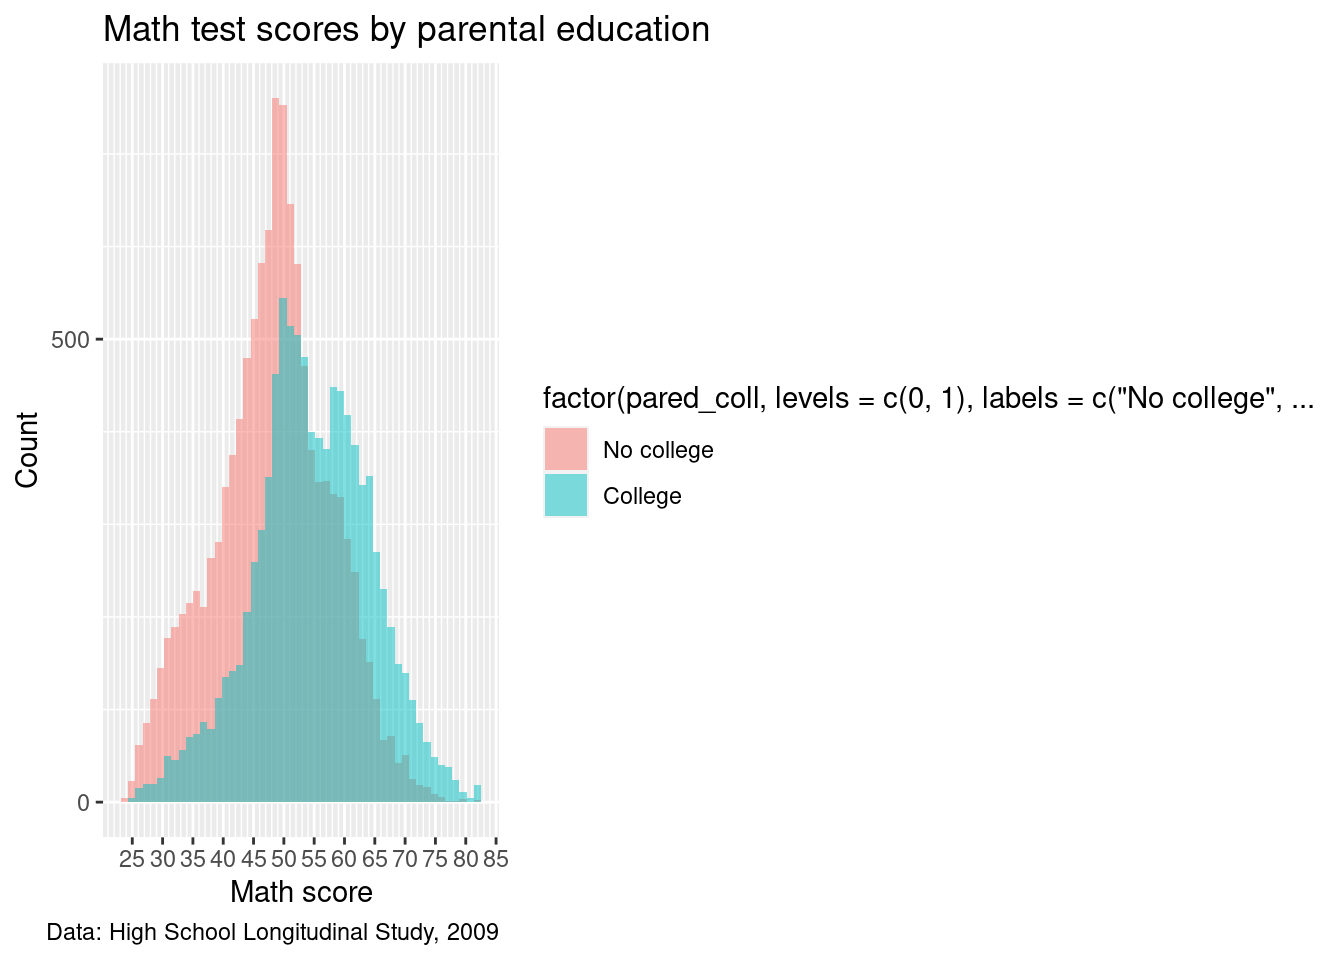 Math test scores by parental education
Count
500
0
25 30 35 40 45 50 55 60 65 70 75 80 85
Math score
Data: High School Longitudinal Study, 2009
factor(pared_coll, levels = c(0, 1), labels = c("No college", ...
No college
College